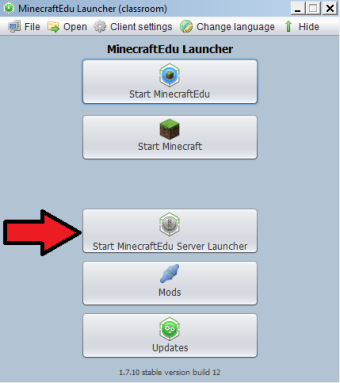 MinecraftEdu Launcher (classroom)
File Open Client settings Change language Hide
MinecraftEdu Launcher
Start MinecraftEdu
Start Minecraft
Start MinecraftEdu Server Launcher
Mods
Updates
1.7.10 stable version build 12